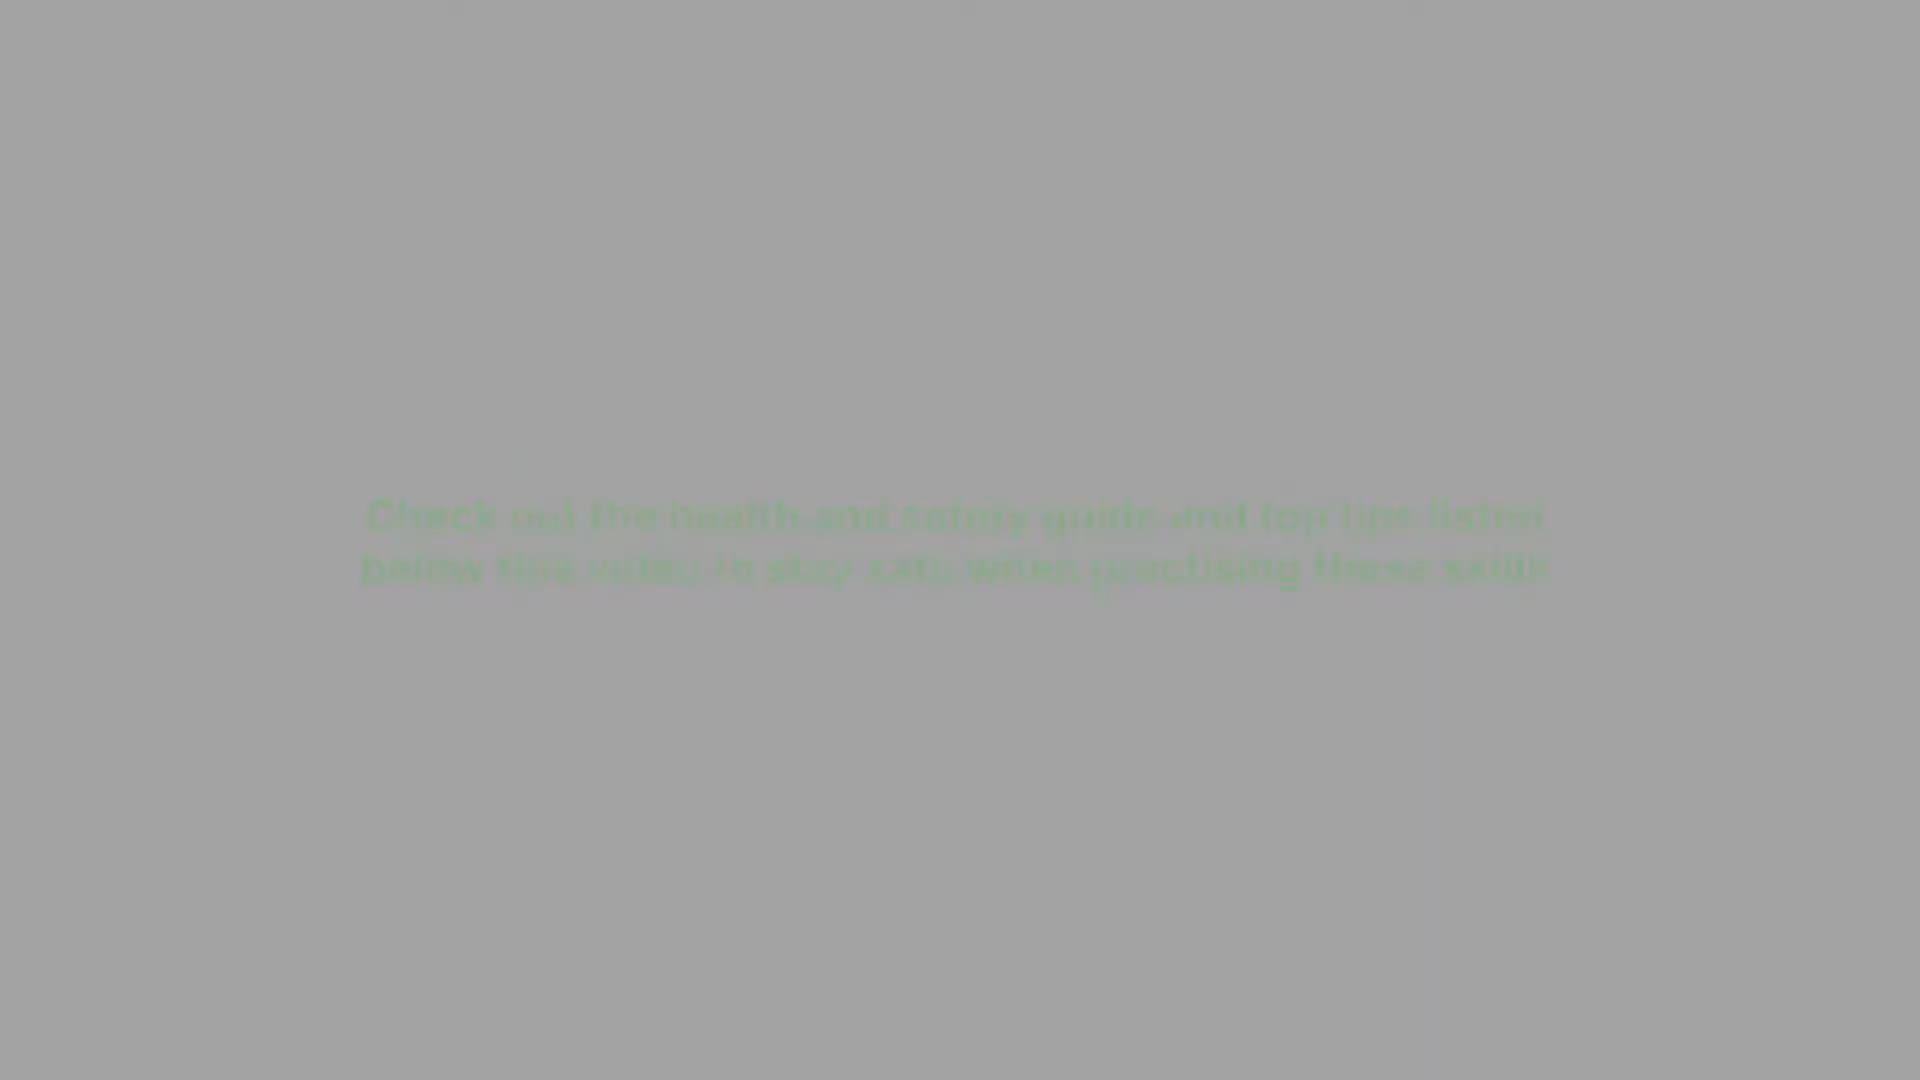 Check out the health and safety guide and top tips listed
below this video to stay safe when practising these skills